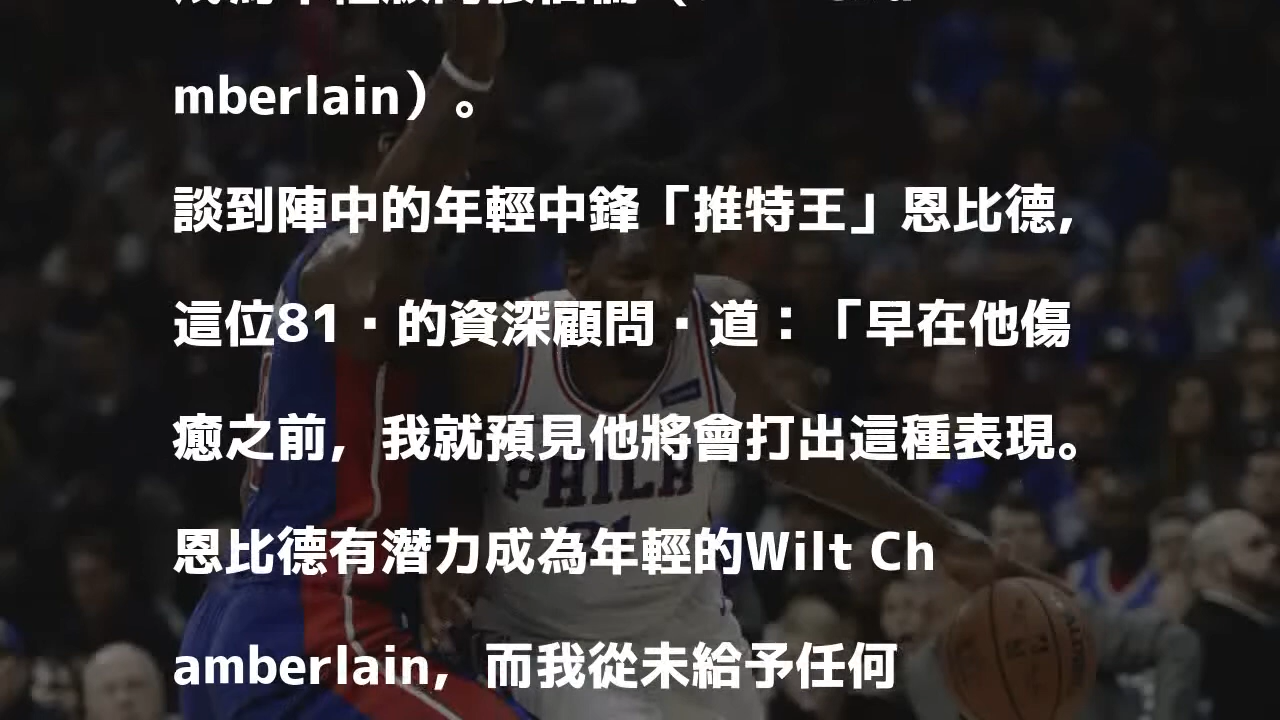 mberlain）。
談到陣中的年輕中鋒「推特王」恩比德,
這位81·的資深顧問·道：「早在他傷
癒之前，我就預見他將會打出這種表現。
恩比德有潛力成為年輕的Wilt Ch
amberlain，而我從未給予任何
PHILA